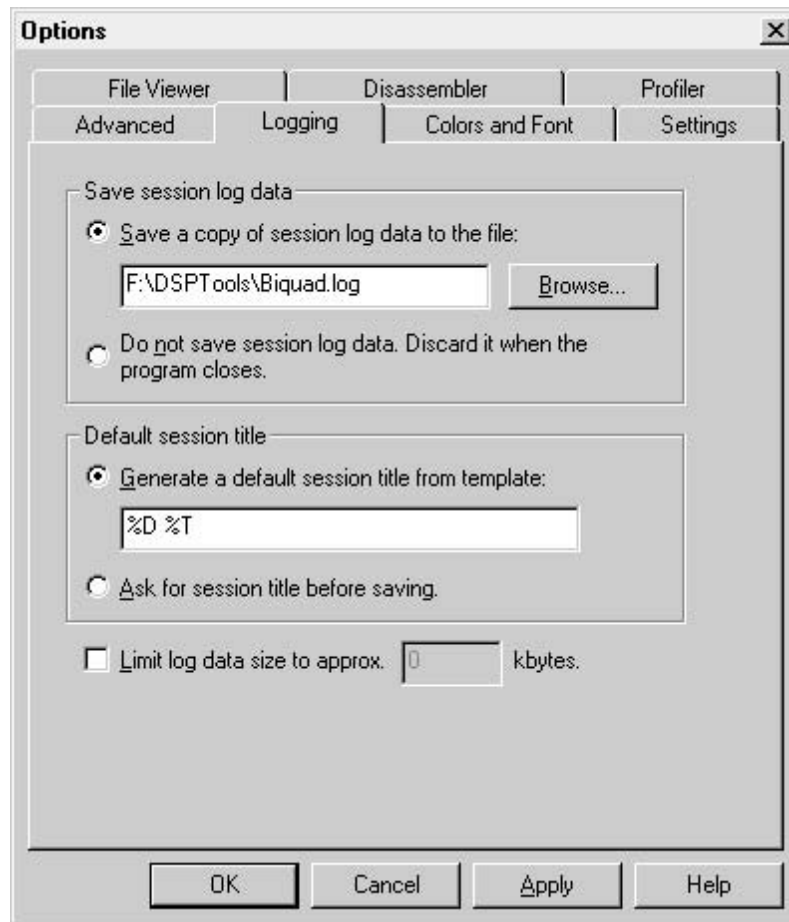 Options
File Viewer
Disassembler
Profiler
Advanced
Logging
Colors and Font
Settings
Save session log data
Save a copy of session log data to the file:
F:\DSPTools\Biquad.log
Browse...
Do not save session log data. Discard it when the
program closes.
Default session title
Generate a default session title from template:
%D %T
Ask for session title before saving.
Limit log data size to approx. 0 kbytes.
OK
Cancel
Apply
Help